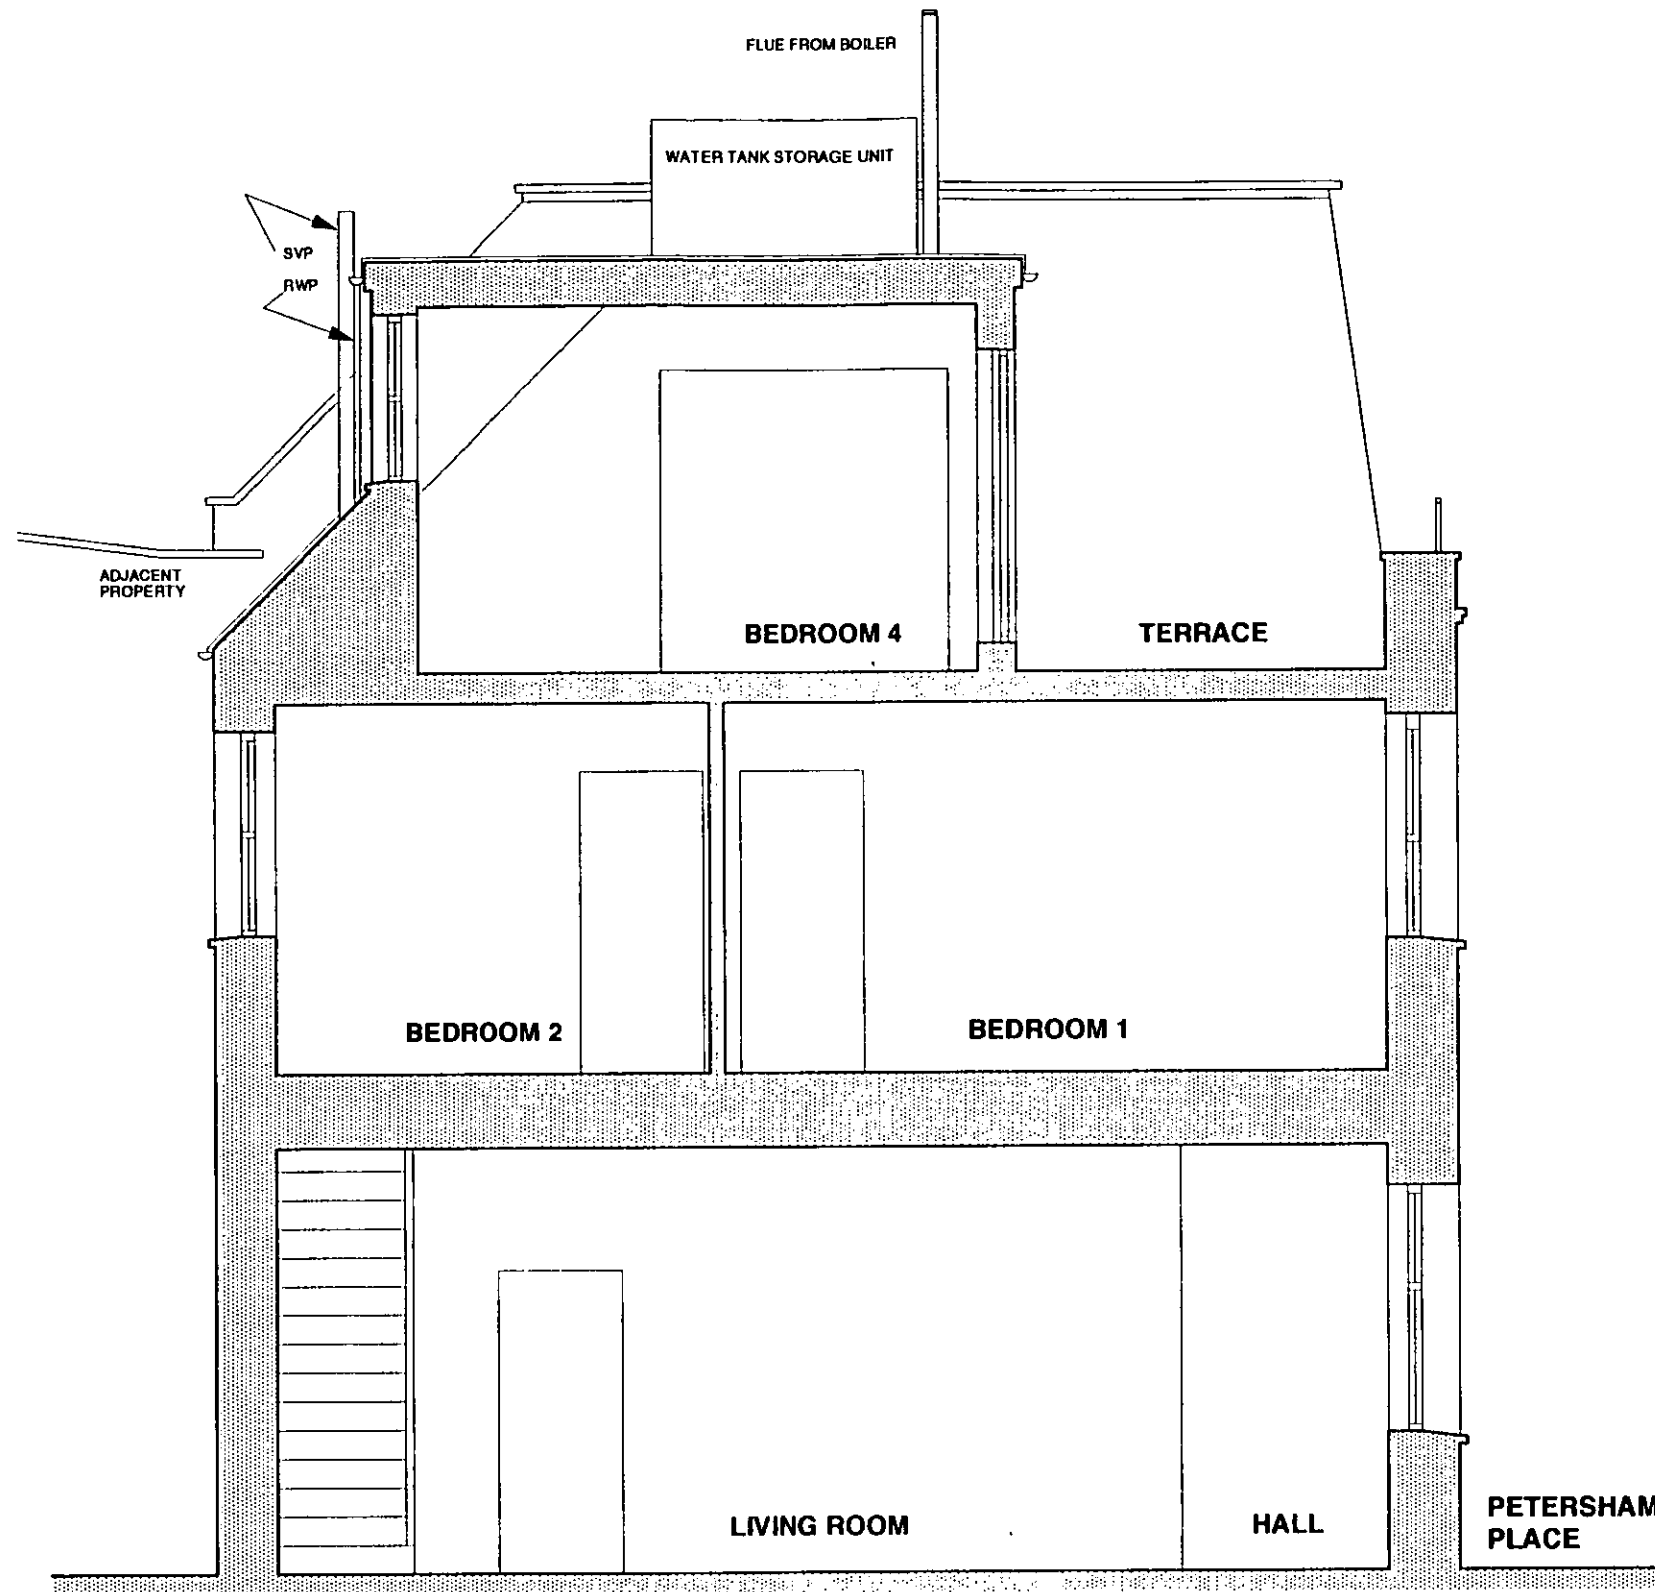 FLUE FROM BOILER
WATER TANK STORAGE UNIT
SVP
RWP
ADJACENT
PROPERTY
BEDROOM 4
TERRACE
BEDROOM 2
BEDROOM 1
LIVING ROOM
HALL
PETERSHAM
PLACE